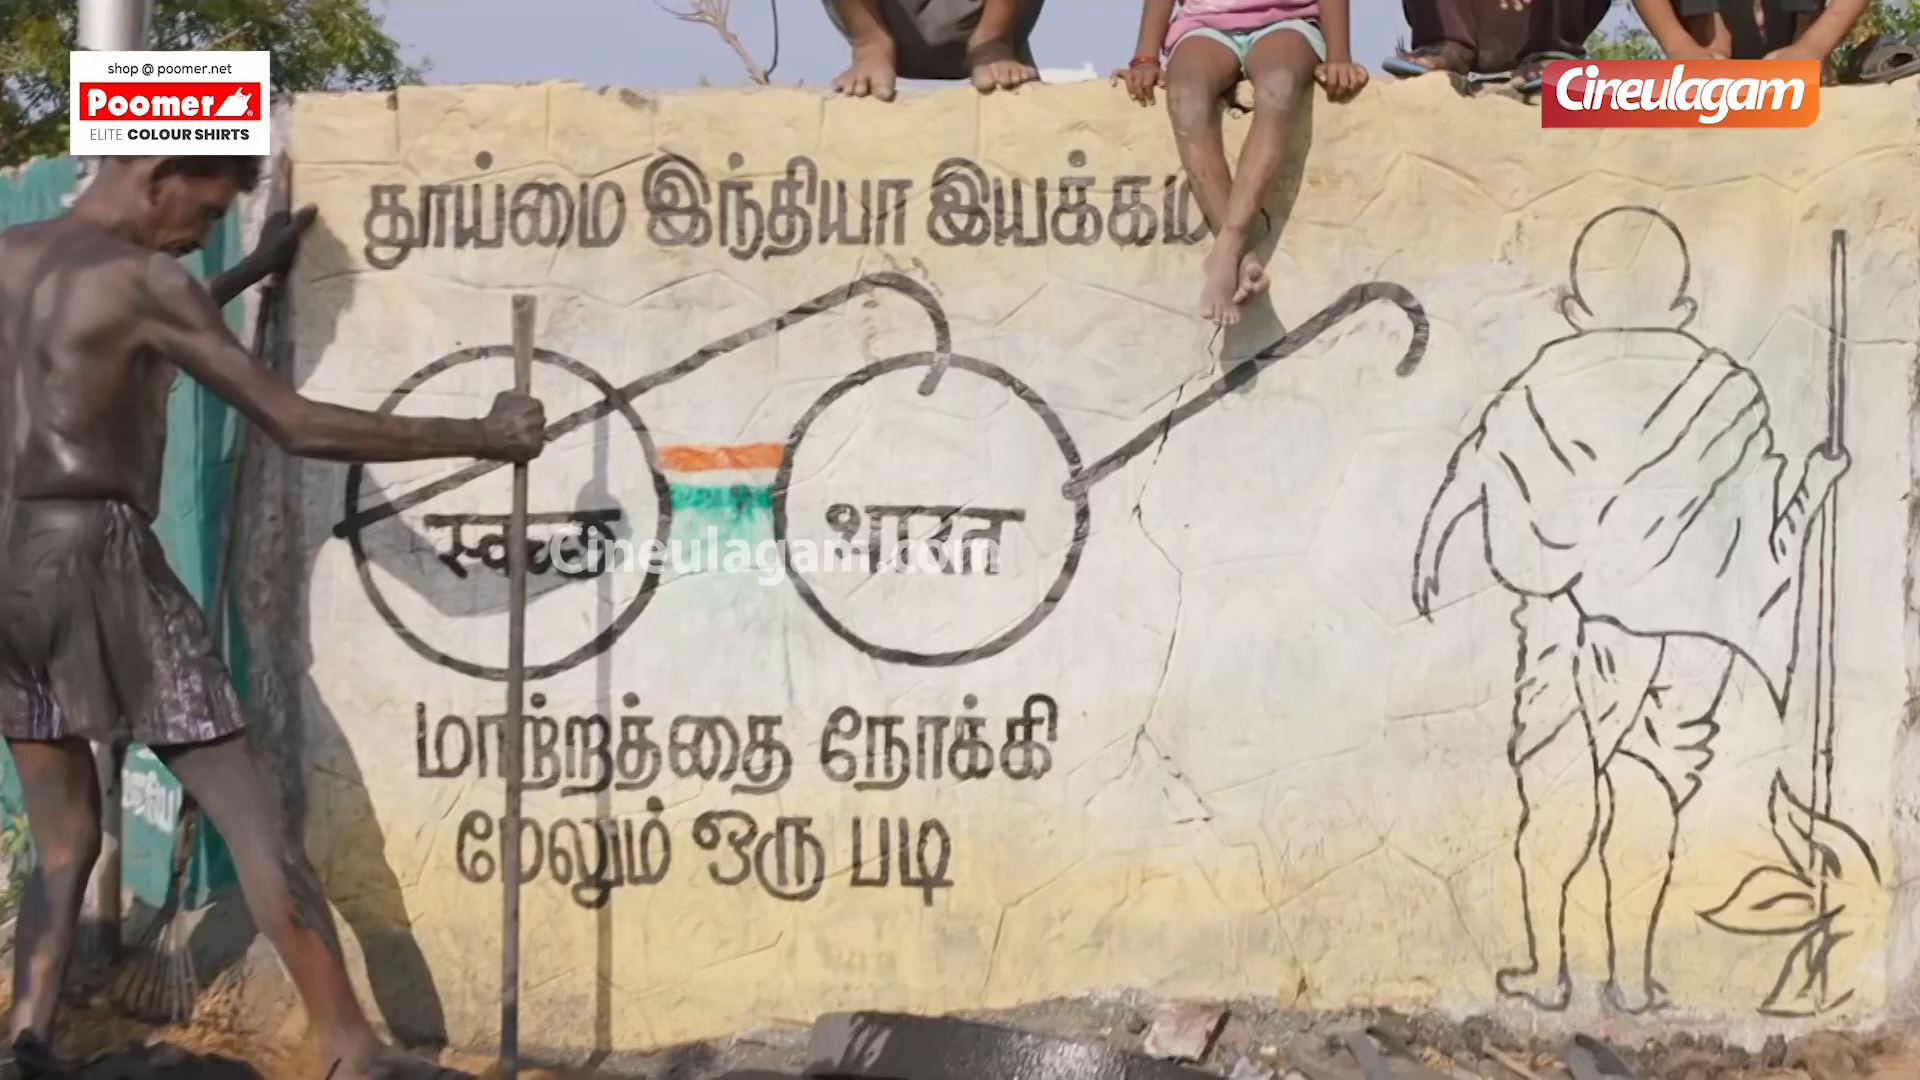 shop @ poomer.net
Poomer
ELITE COLOUR SHIRTS
Cineulagam
தூய்மை இந்தியா இயக்கம்
स्वच्छ भारत
Cineulagam.com
மாற்றத்தை நோக்கி
மேலும் ஒரு படி